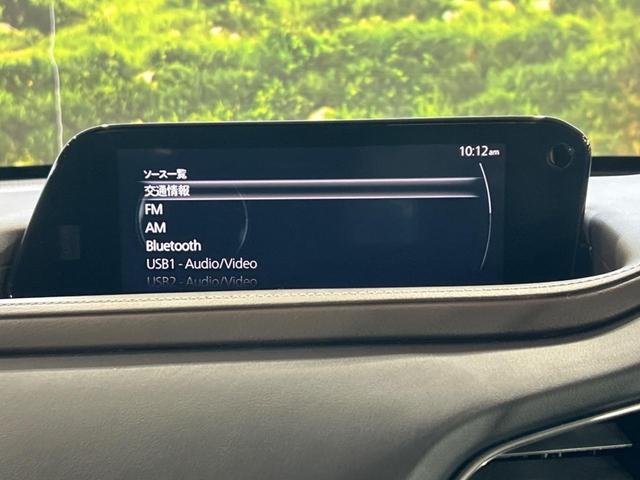 10:12am
ソース一覧
交通情報
FM
AM
Bluetooth
USB1 - Audio/Video
USB2 - Audio/Video